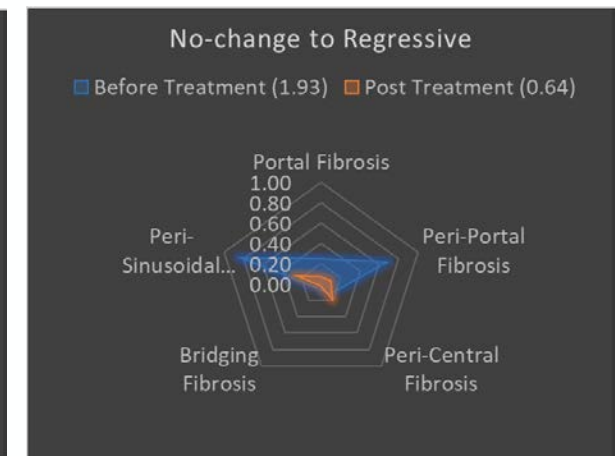 No-change to Regressive
Before Treatment (1.93) Post Treatment (0.64)
Portal Fibrosis
1.00
0.80
0.60
0.40
0.20
0.00
Peri-Portal
Fibrosis
Peri-Central
Fibrosis
Bridging
Fibrosis
Peri-
Sinusoidal...